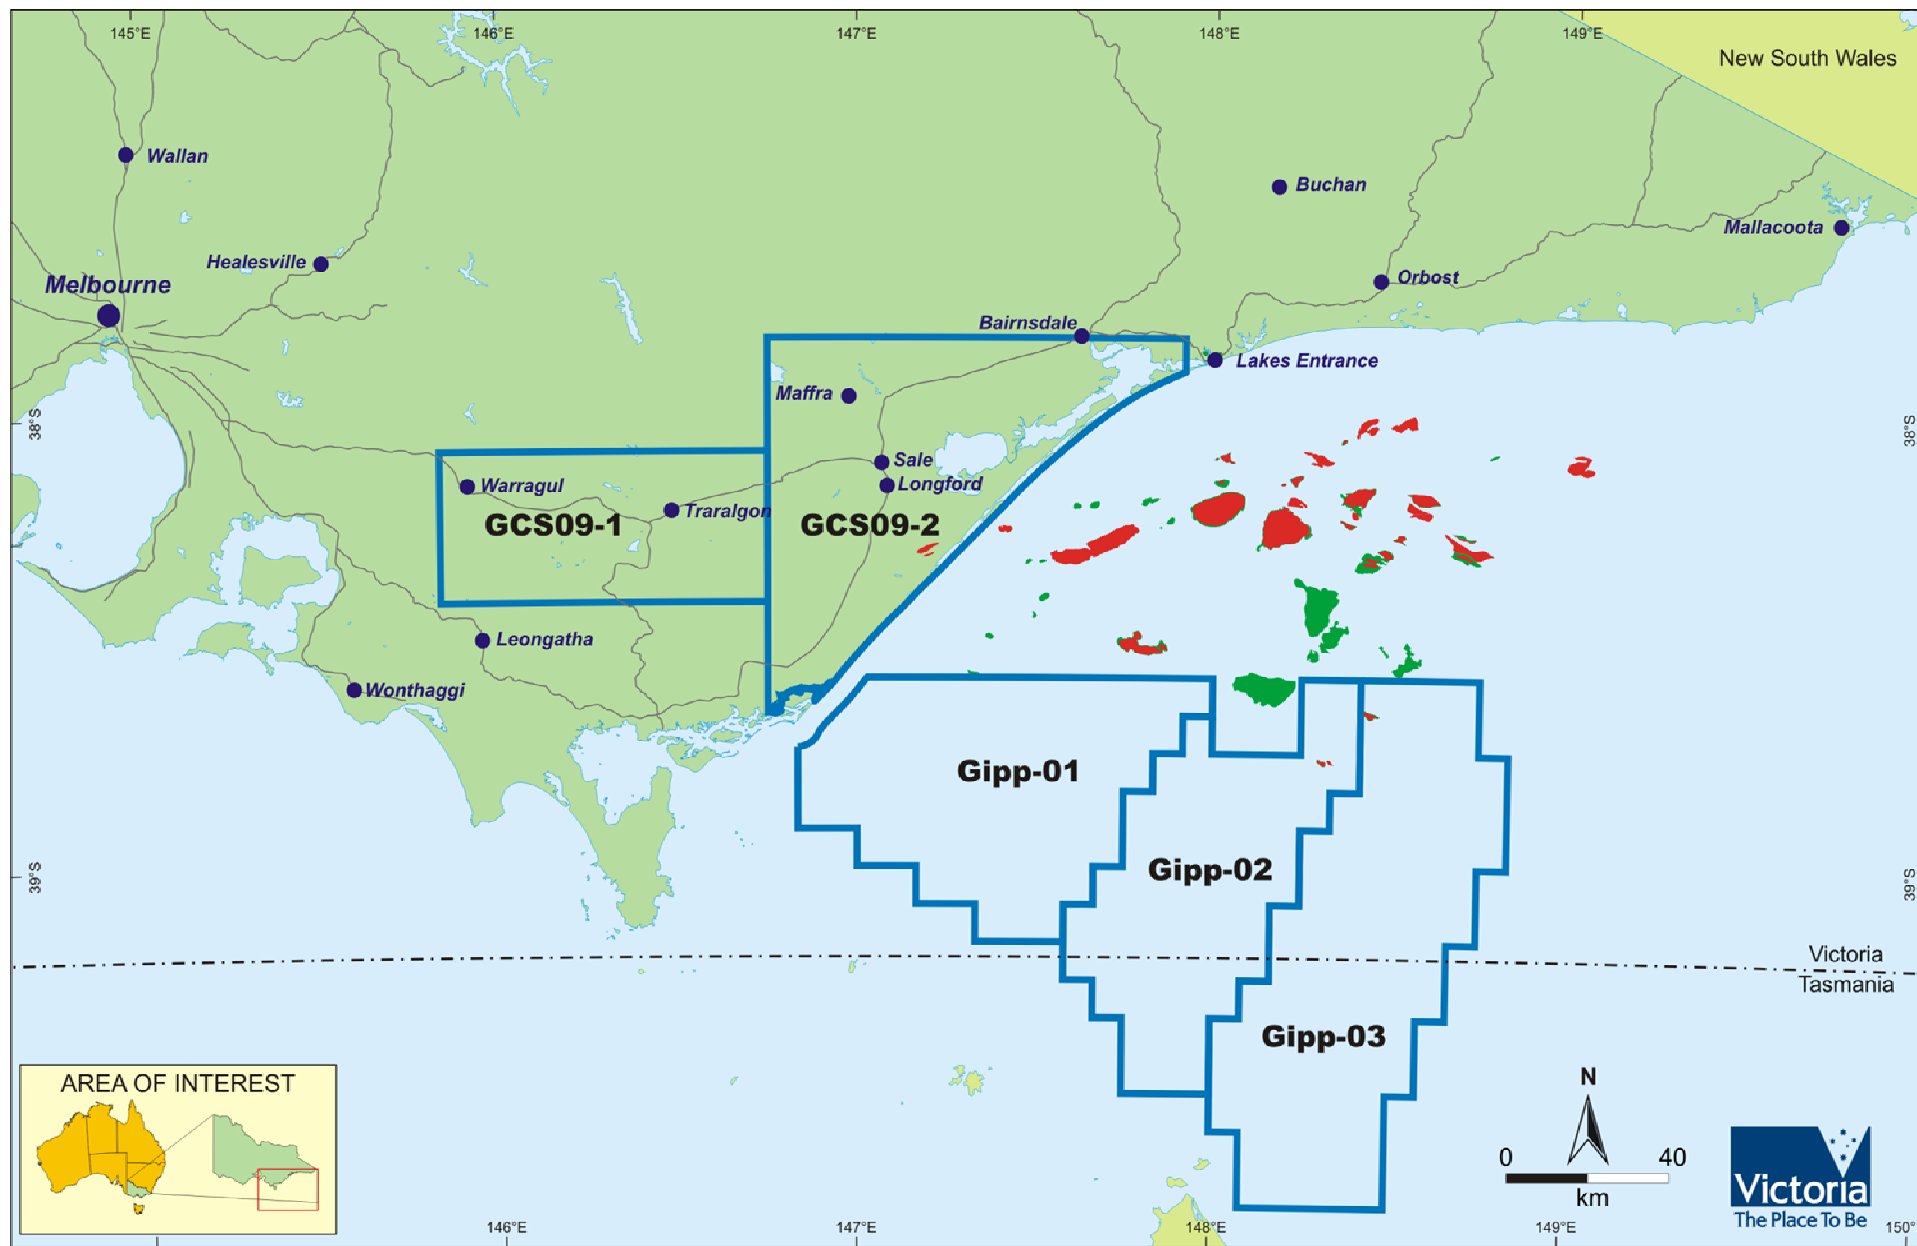 145°E
146°E
147°E
148°E
149°E
New South Wales
Wallan
Buchan
Mallacoota
Healesville
Orbost
Melbourne
Bairnsdale
Lakes Entrance
Maffra
38°S
38°S
Sale
Warragul
Longford
Traralgon
GCS09-1
GCS09-2
Leongatha
Wonthaggi
Gipp-01
Gipp-02
39°S
39°S
Victoria
Tasmania
Gipp-03
AREA OF INTEREST
N
0 40
km
Victoria
The Place To Be
146°E
147°E
148°E
149°E
150°